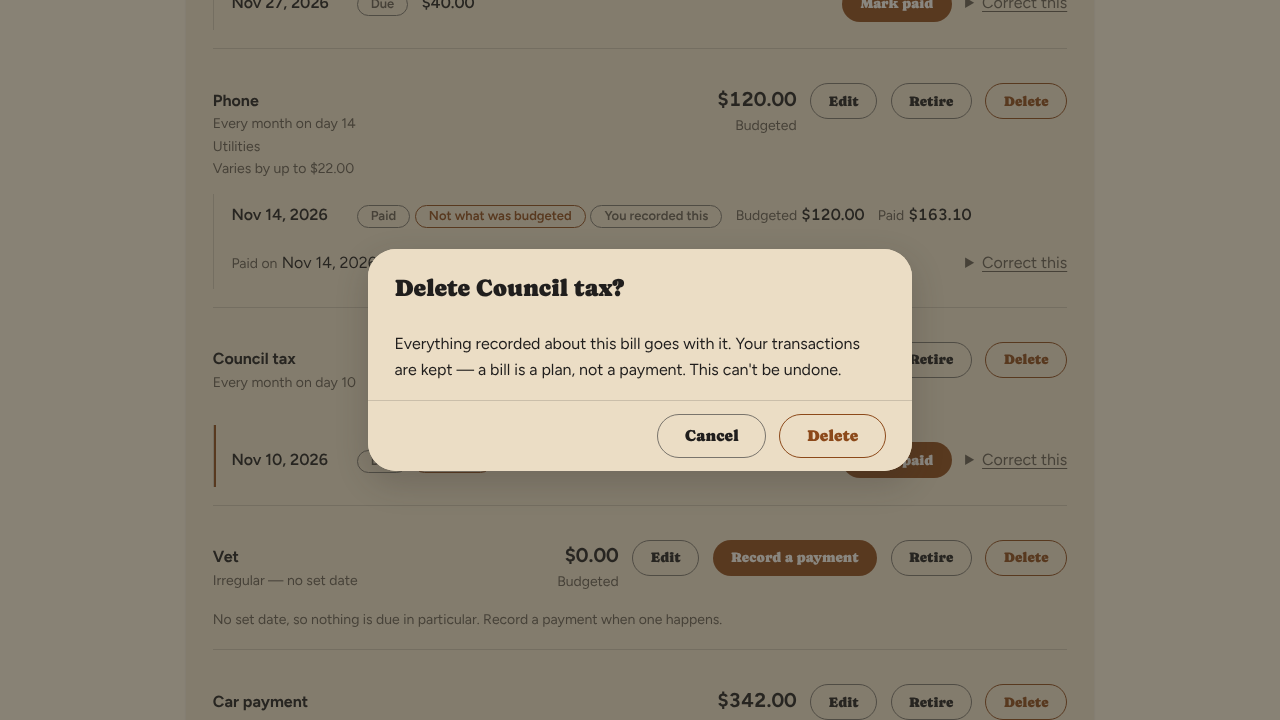 Nov 27, 2026 Due $40.00 Mark paid Correct this
Phone $120.00 Edit Retire Delete
Every month on day 14 Budgeted
Utilities
Varies by up to $22.00
Nov 14, 2026 Paid Not what was budgeted You recorded this Budgeted $120.00 Paid $163.10
Paid on Nov 14, 2026 Correct this
Delete Council tax?
Everything recorded about this bill goes with it. Your transactions
are kept — a bill is a plan, not a payment. This can't be undone.
Cancel Delete
Council tax Retire Delete
Every month on day 10
Nov 10, 2026 paid Correct this
Vet $0.00 Edit Record a payment Retire Delete
Irregular — no set date Budgeted
No set date, so nothing is due in particular. Record a payment when one happens.
Car payment $342.00 Edit Retire Delete